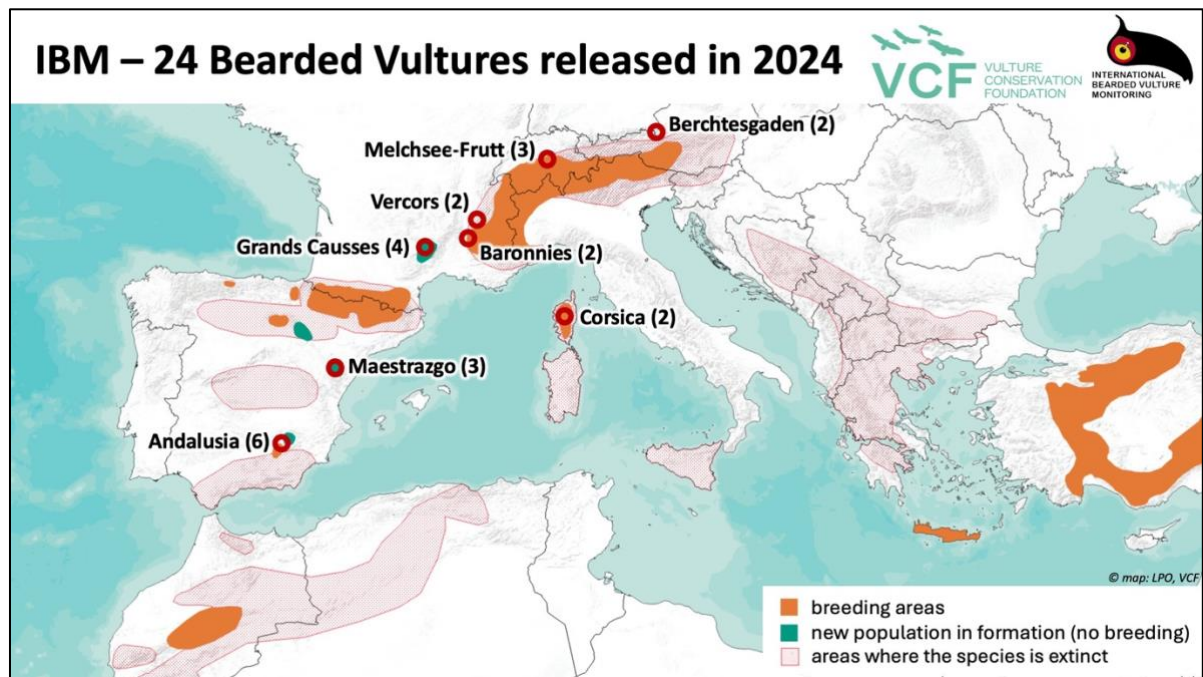 IBM – 24 Bearded Vultures released in 2024
VCF
VULTURE
CONSERVATION
FOUNDATION
INTERNATIONAL
BEARDED VULTURE
MONITORING
Berchtesgaden (2)
Melchsee-Frutt (3)
Vercors (2)
Grands Causses (4)
Baronnies (2)
Corsica (2)
Maestrazgo (3)
Andalusia (6)
© map: LPO, VCF
breeding areas
new population in formation (no breeding)
areas where the species is extinct